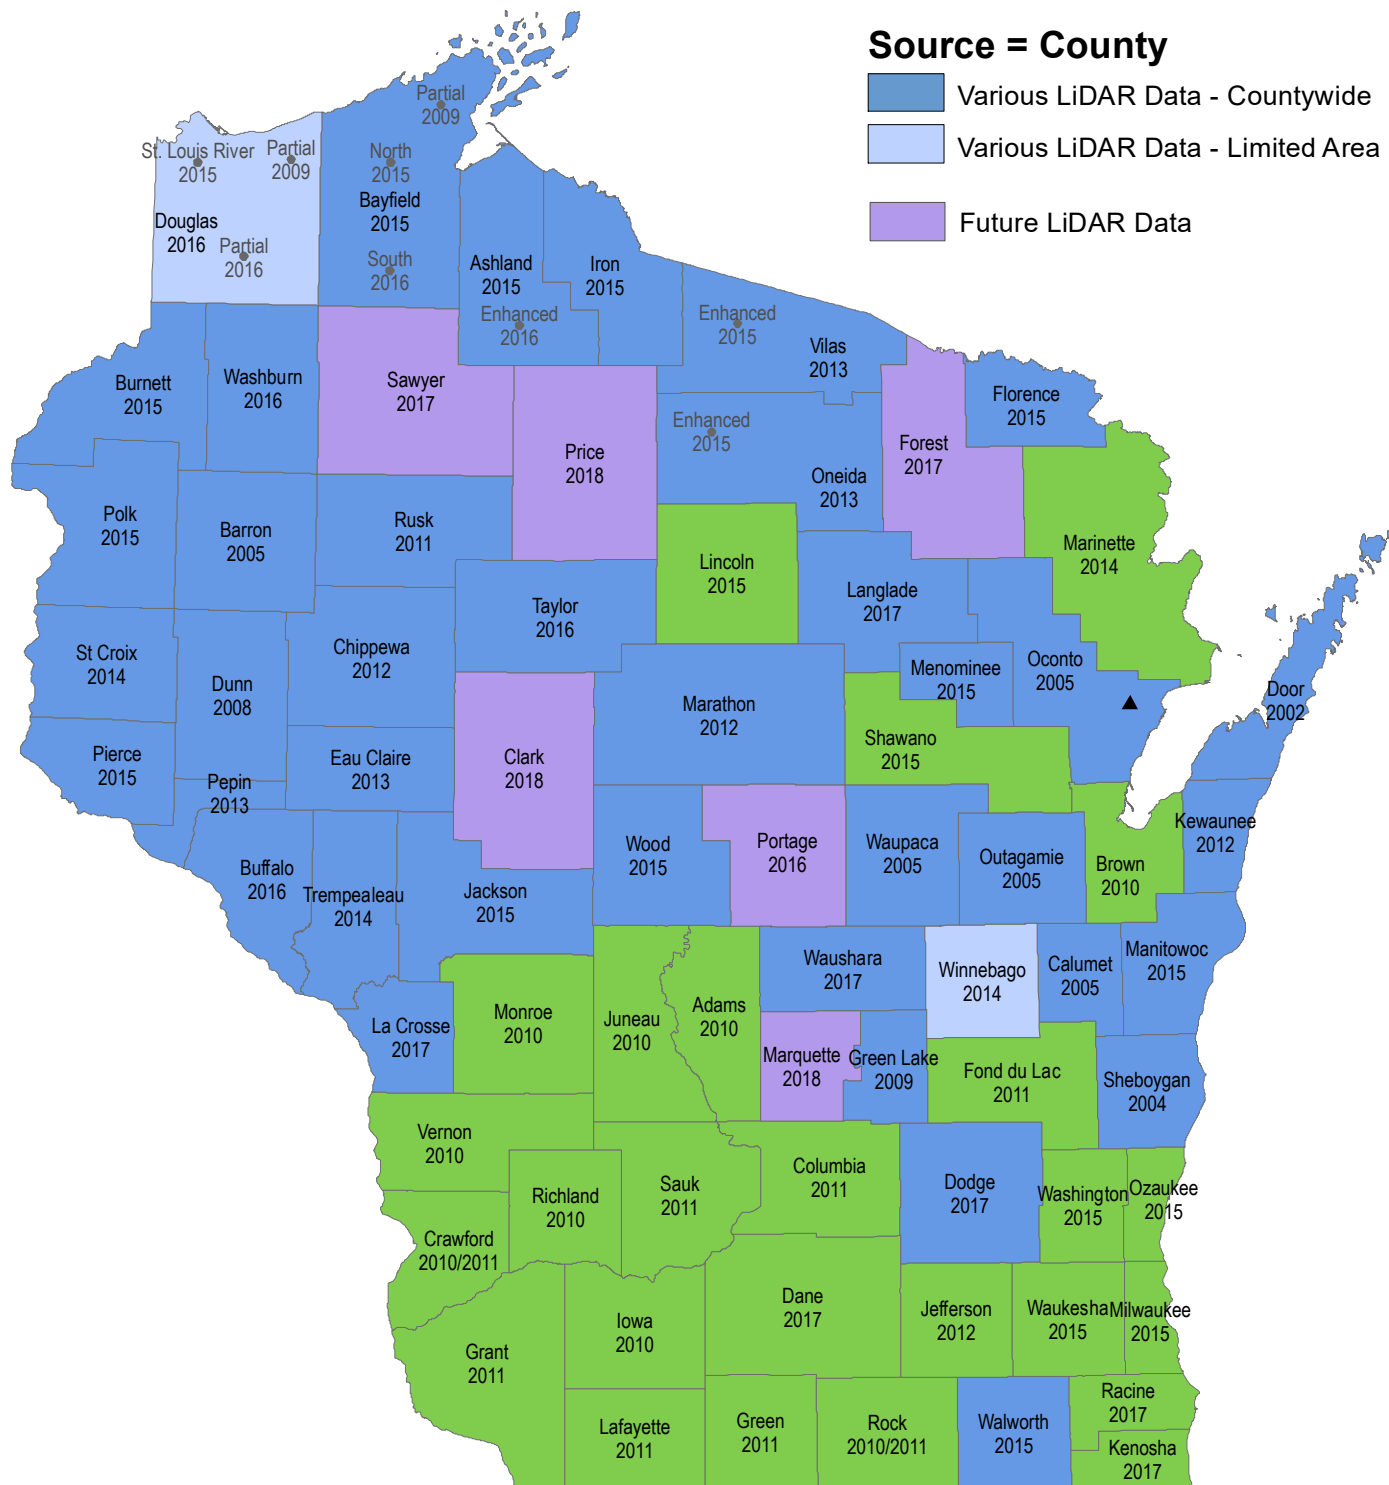 Source = County
Various LiDAR Data - Countywide
Various LiDAR Data - Limited Area
Future LiDAR Data
Partial
2009
St. Louis River
2015
Partial
2009
North
2015
Bayfield
2015
Douglas
2016
Partial
2016
South
2016
Ashland
2015
Enhanced
2016
Iron
2015
Enhanced
2015
Vilas
2013
Burnett
2015
Washburn
2016
Sawyer
2017
Florence
2015
Price
2018
Enhanced
2015
Oneida
2013
Forest
2017
Polk
2015
Barron
2005
Rusk
2011
Lincoln
2015
Marinette
2014
Langlade
2017
Taylor
2016
St Croix
2014
Chippewa
2012
Dunn
2008
Menominee
2015
Oconto
2005
Door
2002
Marathon
2012
Shawano
2015
Pierce
2015
Pepin
2013
Eau Claire
2013
Clark
2018
Kewaunee
2012
Wood
2015
Portage
2016
Waupaca
2005
Outagamie
2005
Brown
2010
Buffalo
2016
Trempealeau
2014
Jackson
2015
Waushara
2017
Winnebago
2014
Calumet
2005
Manitowoc
2015
La Crosse
2017
Monroe
2010
Juneau
2010
Adams
2010
Marquette
2018
Green Lake
2009
Fond du Lac
2011
Sheboygan
2004
Vernon
2010
Richland
2010
Sauk
2011
Columbia
2011
Dodge
2017
Washington
2015
Ozaukee
2015
Crawford
2010/2011
Grant
2011
Iowa
2010
Dane
2017
Jefferson
2012
Waukesha
2015
Milwaukee
2015
Lafayette
2011
Green
2011
Rock
2010/2011
Walworth
2015
Racine
2017
Kenosha
2017